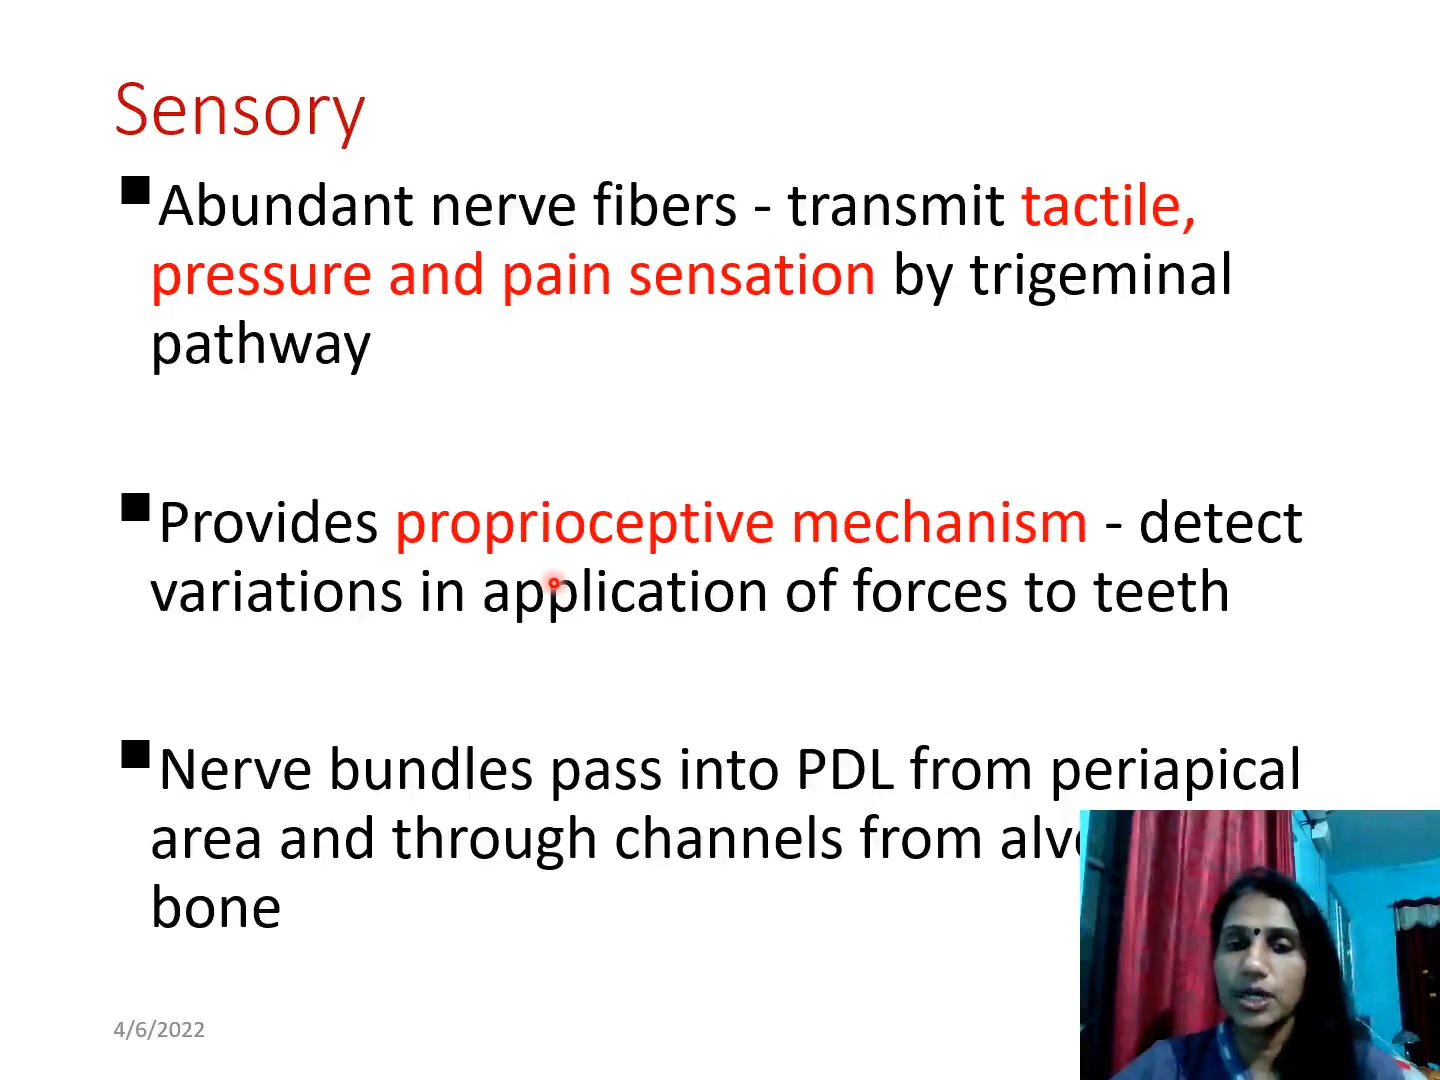 Sensory
▪Abundant nerve fibers - transmit tactile,
pressure and pain sensation by trigeminal
pathway
▪Provides proprioceptive mechanism - detect
variations in application of forces to teeth
▪Nerve bundles pass into PDL from periapical
area and through channels from
bone
4/6/2022